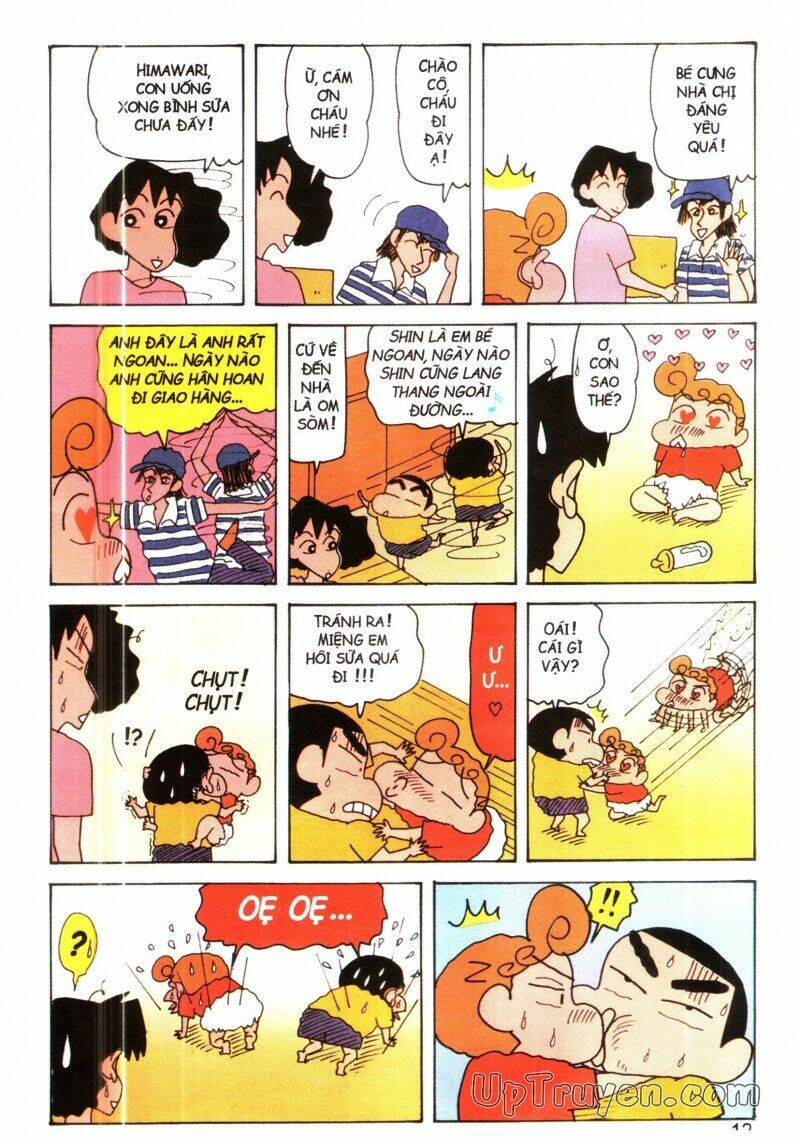 BÉ CƯNG
NHÀ CHỊ
ĐÁNG
YÊU
QUÁ!
CHÀO
CÔ,
CHÁU
ĐI
ĐÂY
Ạ!
Ừ, CÁM
ƠN
CHÁU
NHÉ!
HIMAWARI,
CON UỐNG
XONG BÌNH SỮA
CHƯA ĐẤY!
Ơ,
CON
SAO
THẾ?
SHIN LÀ EM BÉ
NGOAN, NGÀY NÀO
SHIN CŨNG LANG
THANG NGOÀI
ĐƯỜNG...
CỨ VỀ
ĐẾN
NHÀ
LÀ OM
SÒM!
ANH ĐÂY LÀ ANH RẤT
NGOAN... NGÀY NÀO
ANH CŨNG HÂN HOAN
ĐI GIAO HÀNG...
OÁI!
CÁI GÌ
VẬY?
Ư
Ư...
TRÁNH RA!
MIỆNG EM
HÔI SỮA QUÁ
ĐI !!!
CHỤT!
CHỤT!
!?
!!
OẸ OẸ...
?
UpTruyen.com